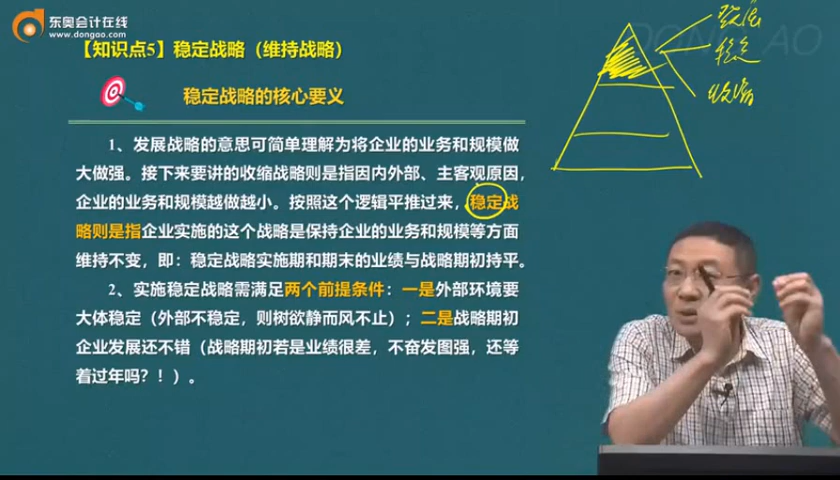 东奥会计在线
www.dongao.com
【知识点5】稳定战略（维持战略）
稳定战略的核心要义
1、发展战略的意思可简单理解为将企业的业务和规模做
大做强。接下来要讲的收缩战略则是指因内外部、主客观原因，
企业的业务和规模越做越小。按照这个逻辑平推过来，稳定战
略则是指企业实施的这个战略是保持企业的业务和规模等方面
维持不变，即：稳定战略实施期和期末的业绩与战略期初持平。
2、实施稳定战略需满足两个前提条件：一是外部环境要
大体稳定（外部不稳定，则树欲静而风不止）；二是战略期初
企业发展还不错（战略期初若是业绩很差，不奋发图强，还等
着过年吗？！）。
DONG AO
稳定
收缩